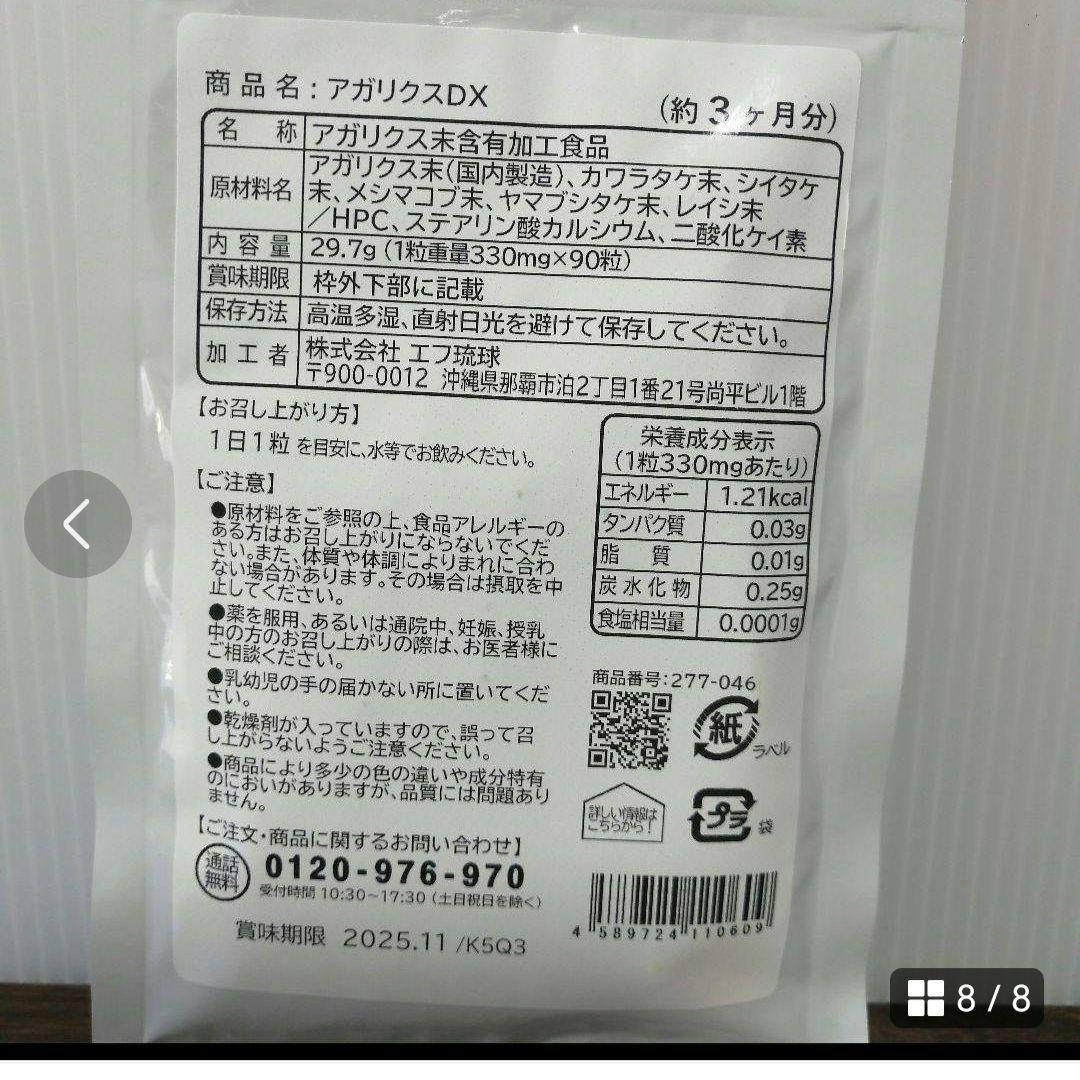 商品名：アガリクスDX
(約3ヶ月分)
名 称 アガリクス末含有加工食品
原材料名 アガリクス末(国内製造)、カワラタケ末、シイタケ
末、メシマコブ末、ヤマブシタケ末、レイシ末
／HPC、ステアリン酸カルシウム、二酸化ケイ素
内容量 29.7g (1粒重量330mg×90粒)
賞味期限 枠外下部に記載
保存方法 高温多湿、直射日光を避けて保存してください。
加工者 株式会社 エフ琉球
〒900-0012 沖縄県那覇市泊2丁目1番21号尚平ビル1階
【お召し上がり方】
1日1粒を目安に、水等でお飲みください。
【ご注意】
●原材料をご参照の上、食品アレルギーの
ある方はお召し上がりにならないでくだ
さい。また、体質や体調によりまれに合わ
ない場合があります。その場合は摂取を中
止してください。
●薬を服用、あるいは通院中、妊娠、授乳
中の方のお召し上がりの際は、お医者様に
ご相談ください。
●乳幼児の手の届かない所に置いてくだ
さい。
●乾燥剤が入っていますので、誤って召
し上がらないようご注意ください。
●商品により多少の色の違いや成分特有
のにおいがありますが、品質には問題あり
ません。
【ご注文・商品に関するお問い合わせ】
通話
無料
0120-976-970
受付時間 10:30～17:30 (土日祝日を除く)
賞味期限 2025.11 /K5Q3
栄養成分表示
(1粒330mgあたり)
エネルギー 1.21kcal
タンパク質 0.03g
脂 質 0.01g
炭水化物 0.25g
食塩相当量 0.0001g
商品番号：277-046
紙
ラベル
詳しい情報は
こちらから！
プラ
袋
4 589724 110609
8 / 8